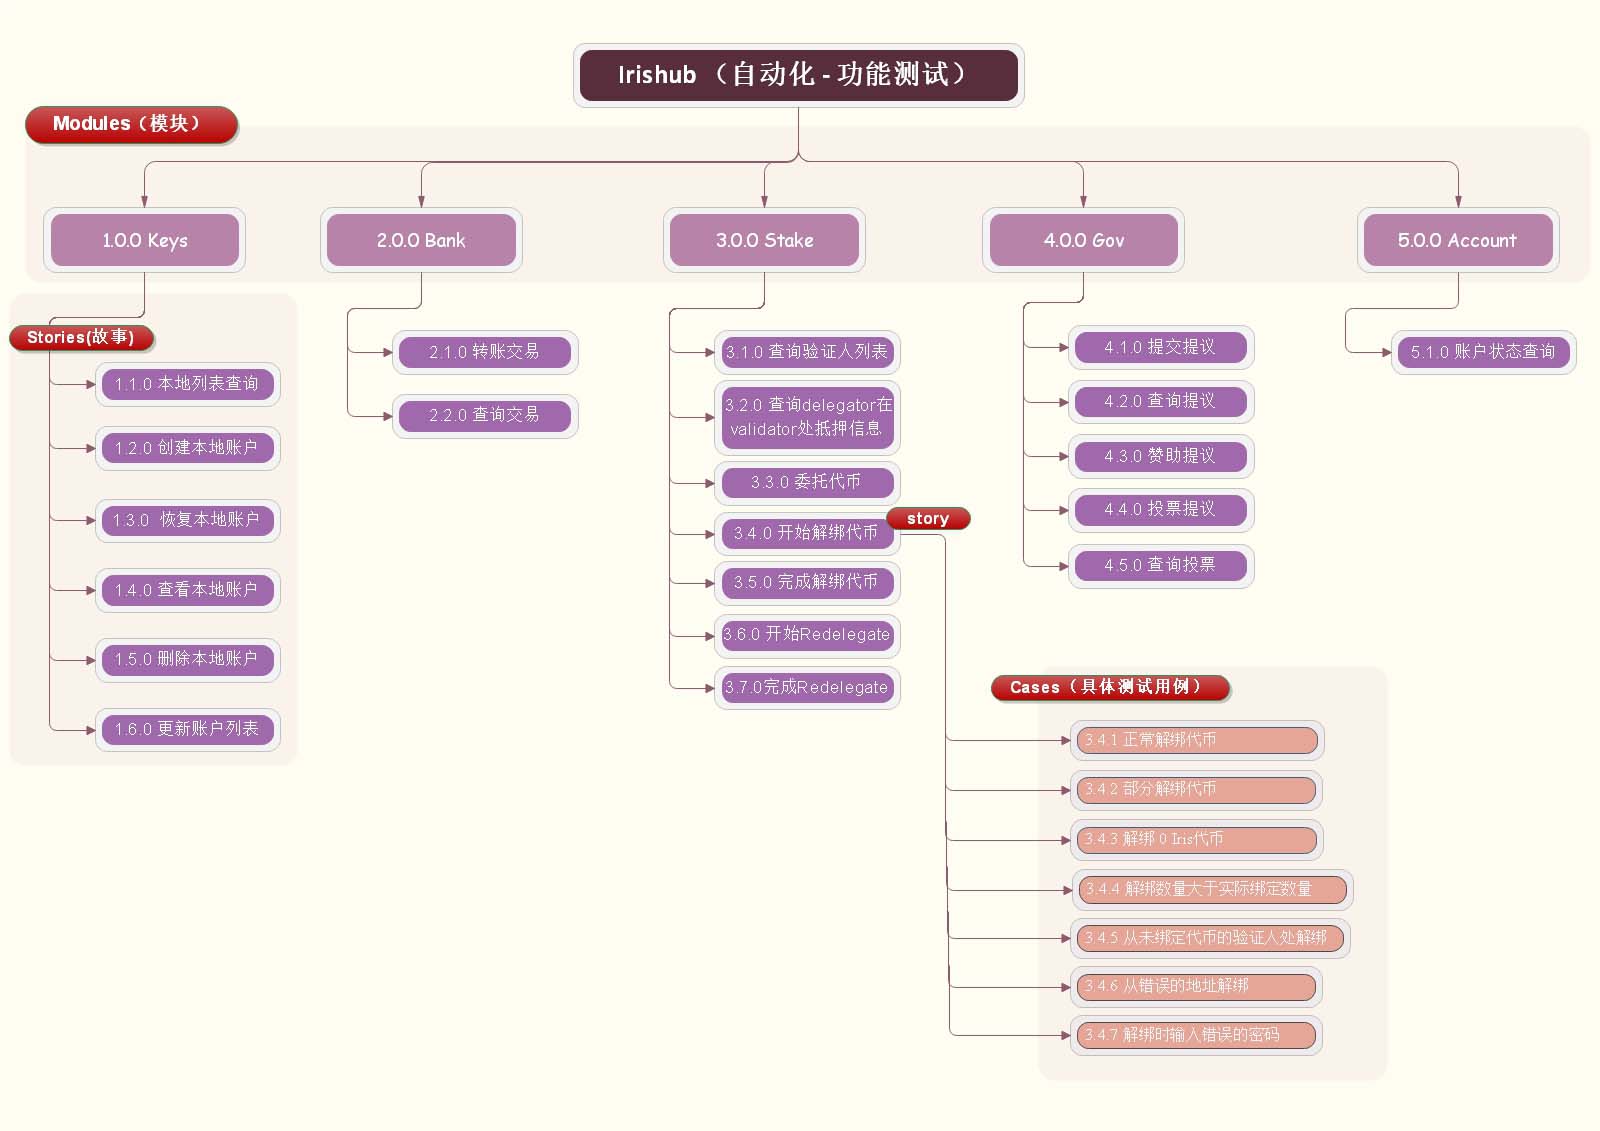 Irishub （自动化 - 功能测试）
Modules（模块）
1.0.0 Keys
2.0.0 Bank
3.0.0 Stake
4.0.0 Gov
5.0.0 Account
Stories(故事)
1.1.0 本地列表查询
1.2.0 创建本地账户
1.3.0 恢复本地账户
1.4.0 查看本地账户
1.5.0 删除本地账户
1.6.0 更新账户列表
2.1.0 转账交易
2.2.0 查询交易
3.1.0 查询验证人列表
3.2.0 查询delegator在
validator处抵押信息
3.3.0 委托代币
3.4.0 开始解绑代币
story
3.5.0 完成解绑代币
3.6.0 开始Redelegate
3.7.0完成Redelegate
4.1.0 提交提议
4.2.0 查询提议
4.3.0 赞助提议
4.4.0 投票提议
4.5.0 查询投票
5.1.0 账户状态查询
Cases（具体测试用例）
3.4.1 正常解绑代币
3.4.2 部分解绑代币
3.4.3 解绑 0 Iris代币
3.4.4 解绑数量大于实际绑定数量
3.4.5 从未绑定代币的验证人处解绑
3.4.6 从错误的地址解绑
3.4.7 解绑时输入错误的密码